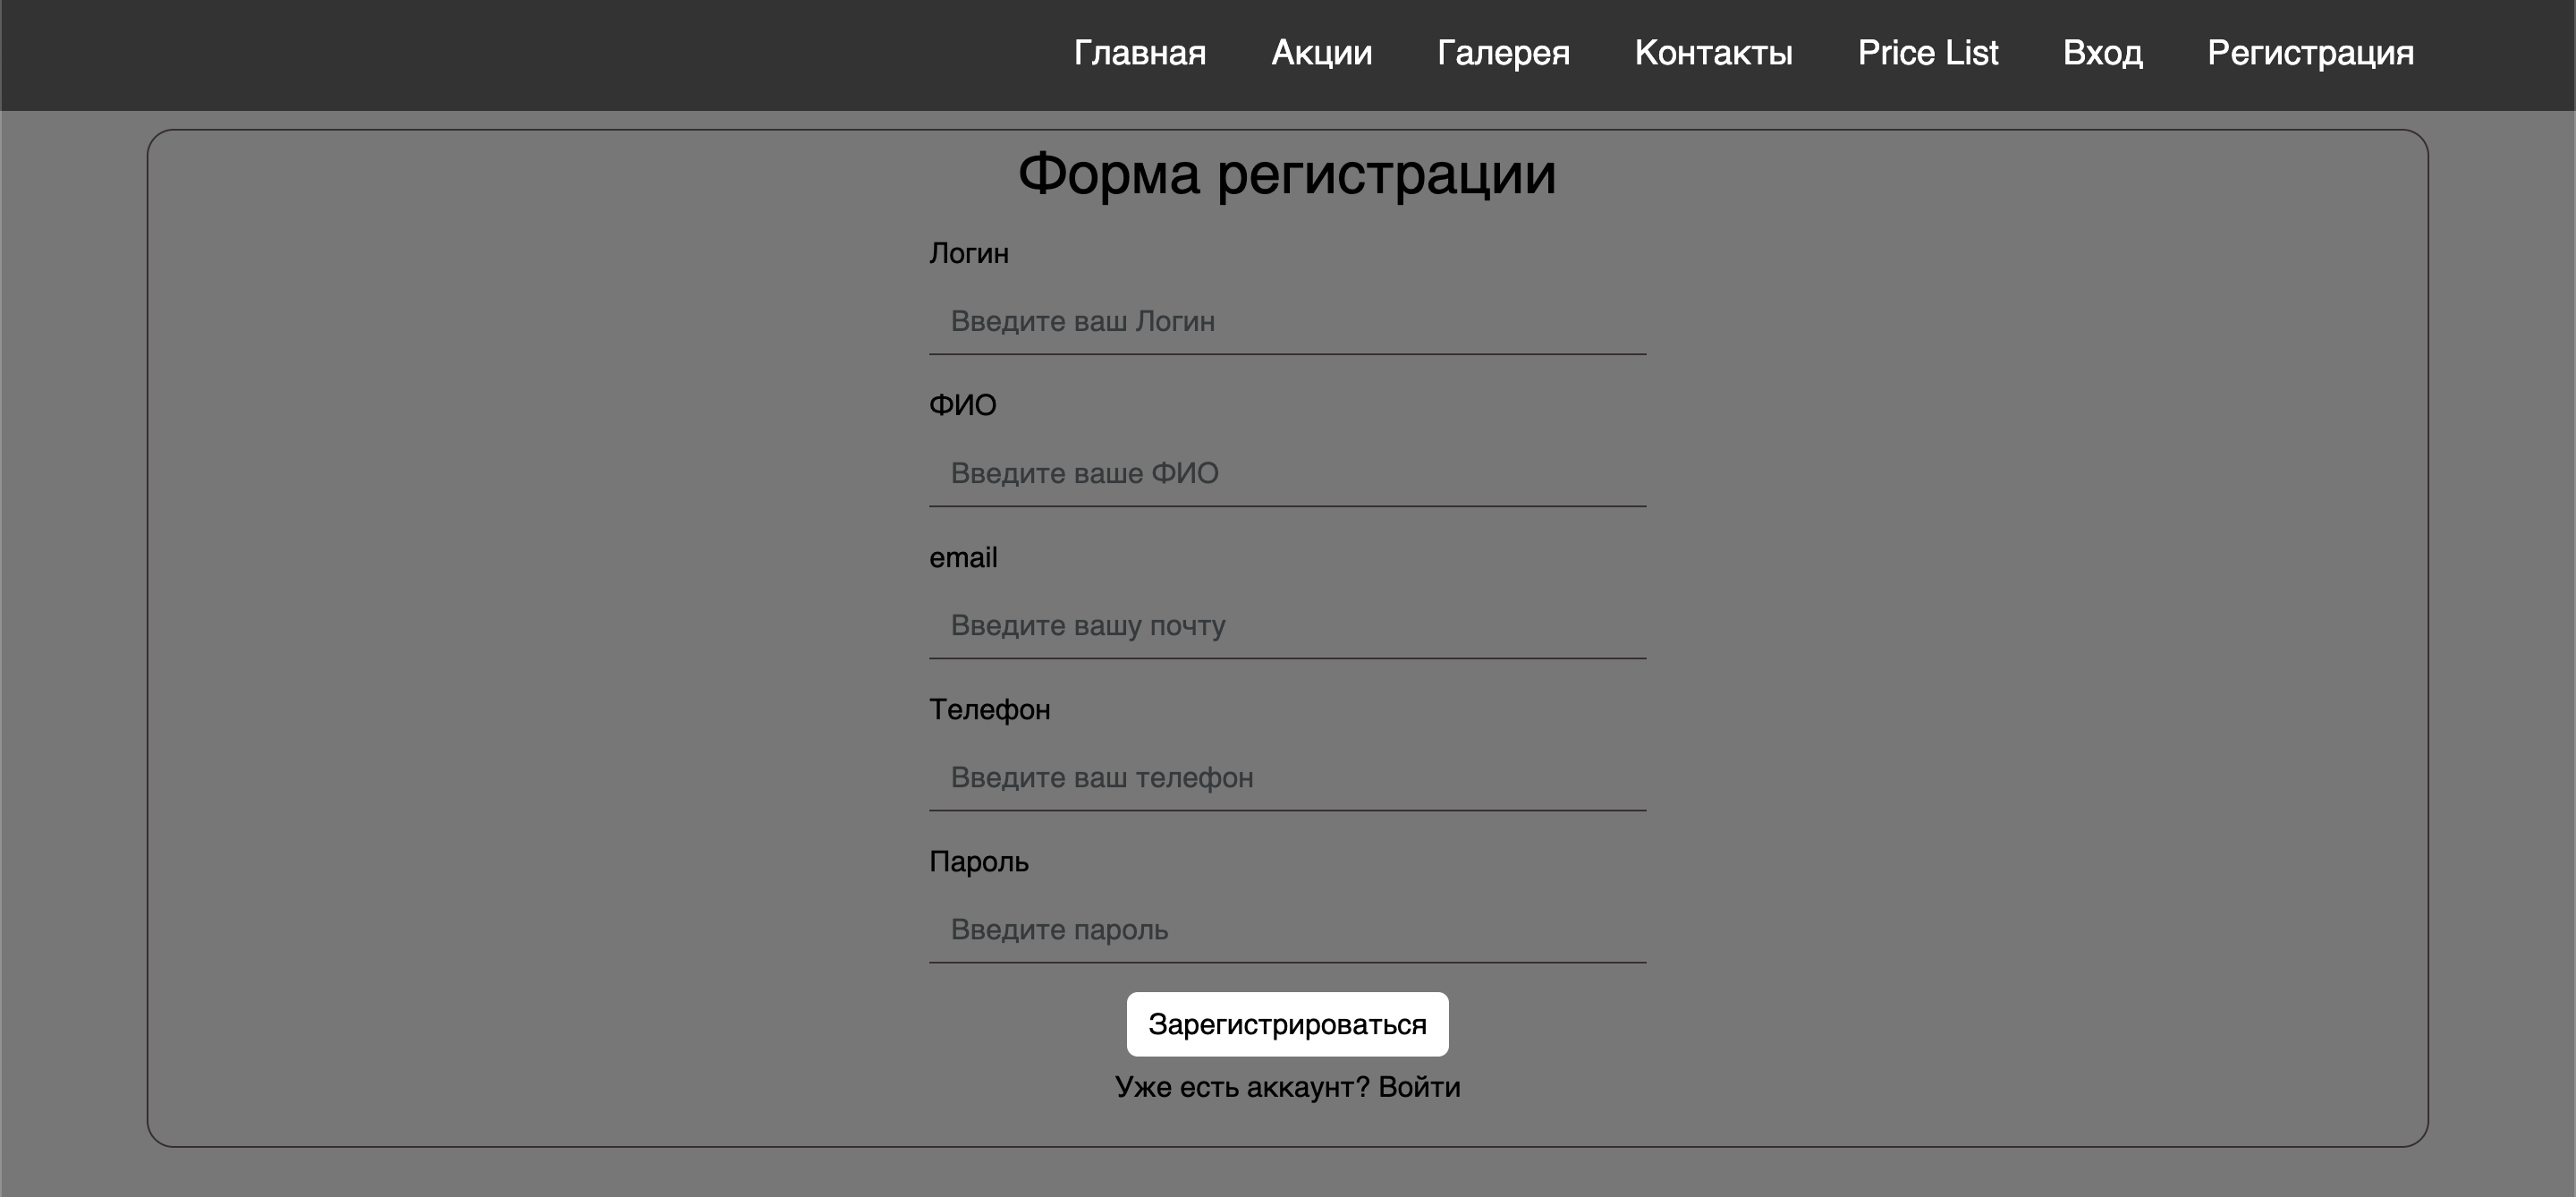 Главная Акции Галерея Контакты Price List Вход Регистрация
Форма регистрации
Логин
Введите ваш Логин
ФИО
Введите ваше ФИО
email
Введите вашу почту
Телефон
Введите ваш телефон
Пароль
Введите пароль
Зарегистрироваться
Уже есть аккаунт? Войти